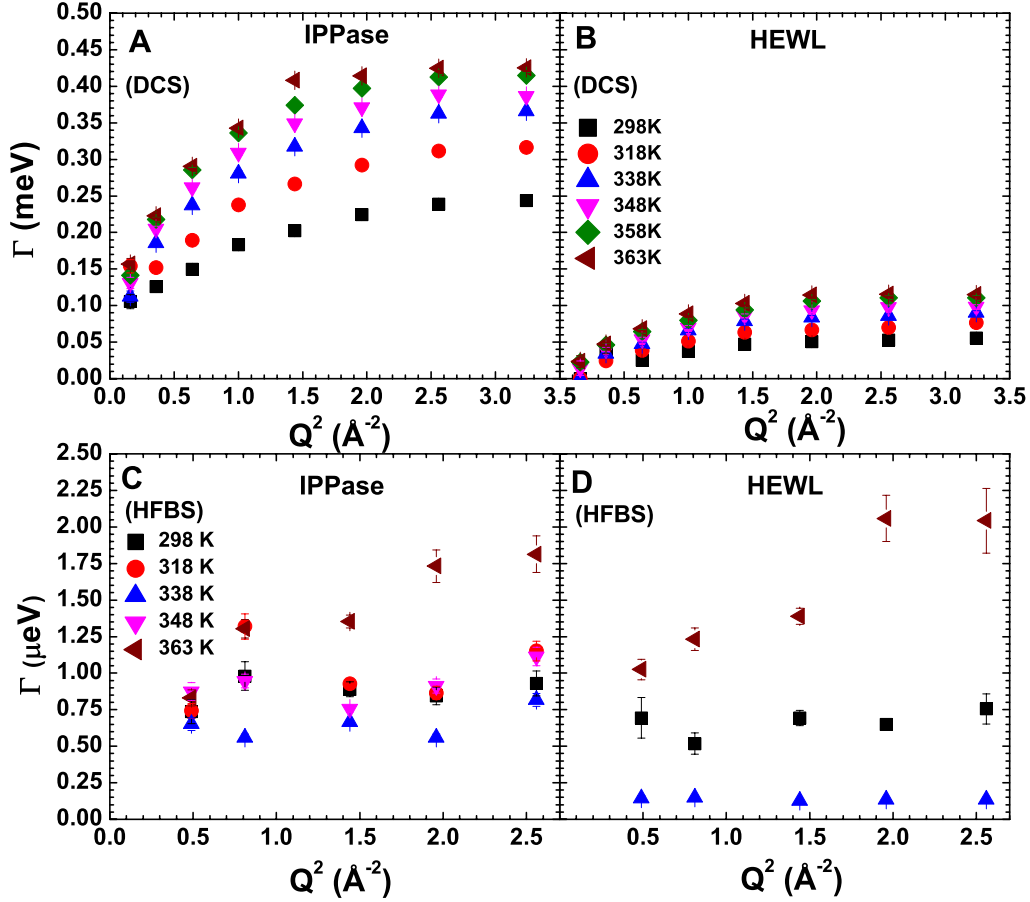 0.50
0.45
0.40
0.35
0.30
0.25
0.20
0.15
0.10
0.05
0.00
Γ (meV)
A
IPPase
(DCS)
0.0 0.5 1.0 1.5 2.0 2.5 3.0 3.5
Q² (Å⁻²)
B
HEWL
(DCS)
298K
318K
338K
348K
358K
363K
0.5 1.0 1.5 2.0 2.5 3.0 3.5
Q² (Å⁻²)
2.50
2.25
2.00
1.75
1.50
1.25
1.00
0.75
0.50
0.25
0.00
Γ (μeV)
C
IPPase
(HFBS)
298 K
318 K
338 K
348 K
363 K
0.0 0.5 1.0 1.5 2.0 2.5
Q² (Å⁻²)
D
HEWL
(HFBS)
0.5 1.0 1.5 2.0 2.5
Q² (Å⁻²)